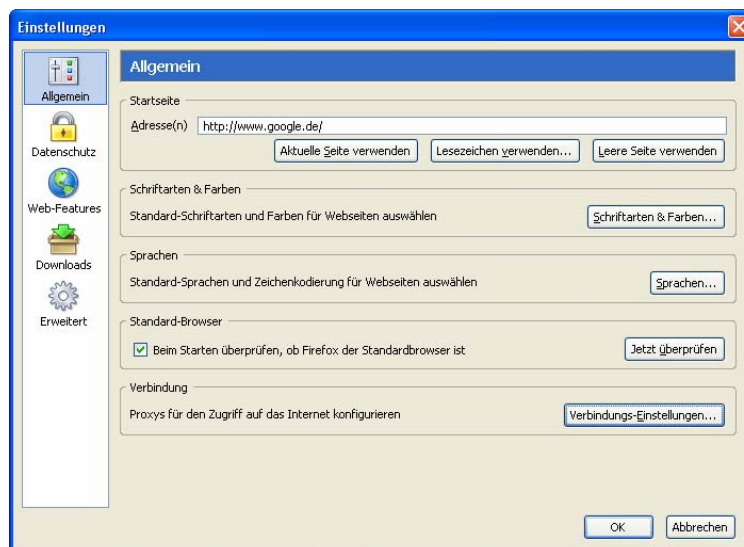 Einstellungen
Allgemein
Datenschutz
Web-Features
Downloads
Erweitert
Allgemein
Startseite
Adresse(n) http://www.google.de/
Aktuelle Seite verwenden Lesezeichen verwenden... Leere Seite verwenden
Schriftarten & Farben
Standard-Schriftarten und Farben für Webseiten auswählen Schriftarten & Farben...
Sprachen
Standard-Sprachen und Zeichenkodierung für Webseiten auswählen Sprachen...
Standard-Browser
Beim Starten überprüfen, ob Firefox der Standardbrowser ist Jetzt überprüfen
Verbindung
Proxys für den Zugriff auf das Internet konfigurieren Verbindungs-Einstellungen...
OK Abbrechen